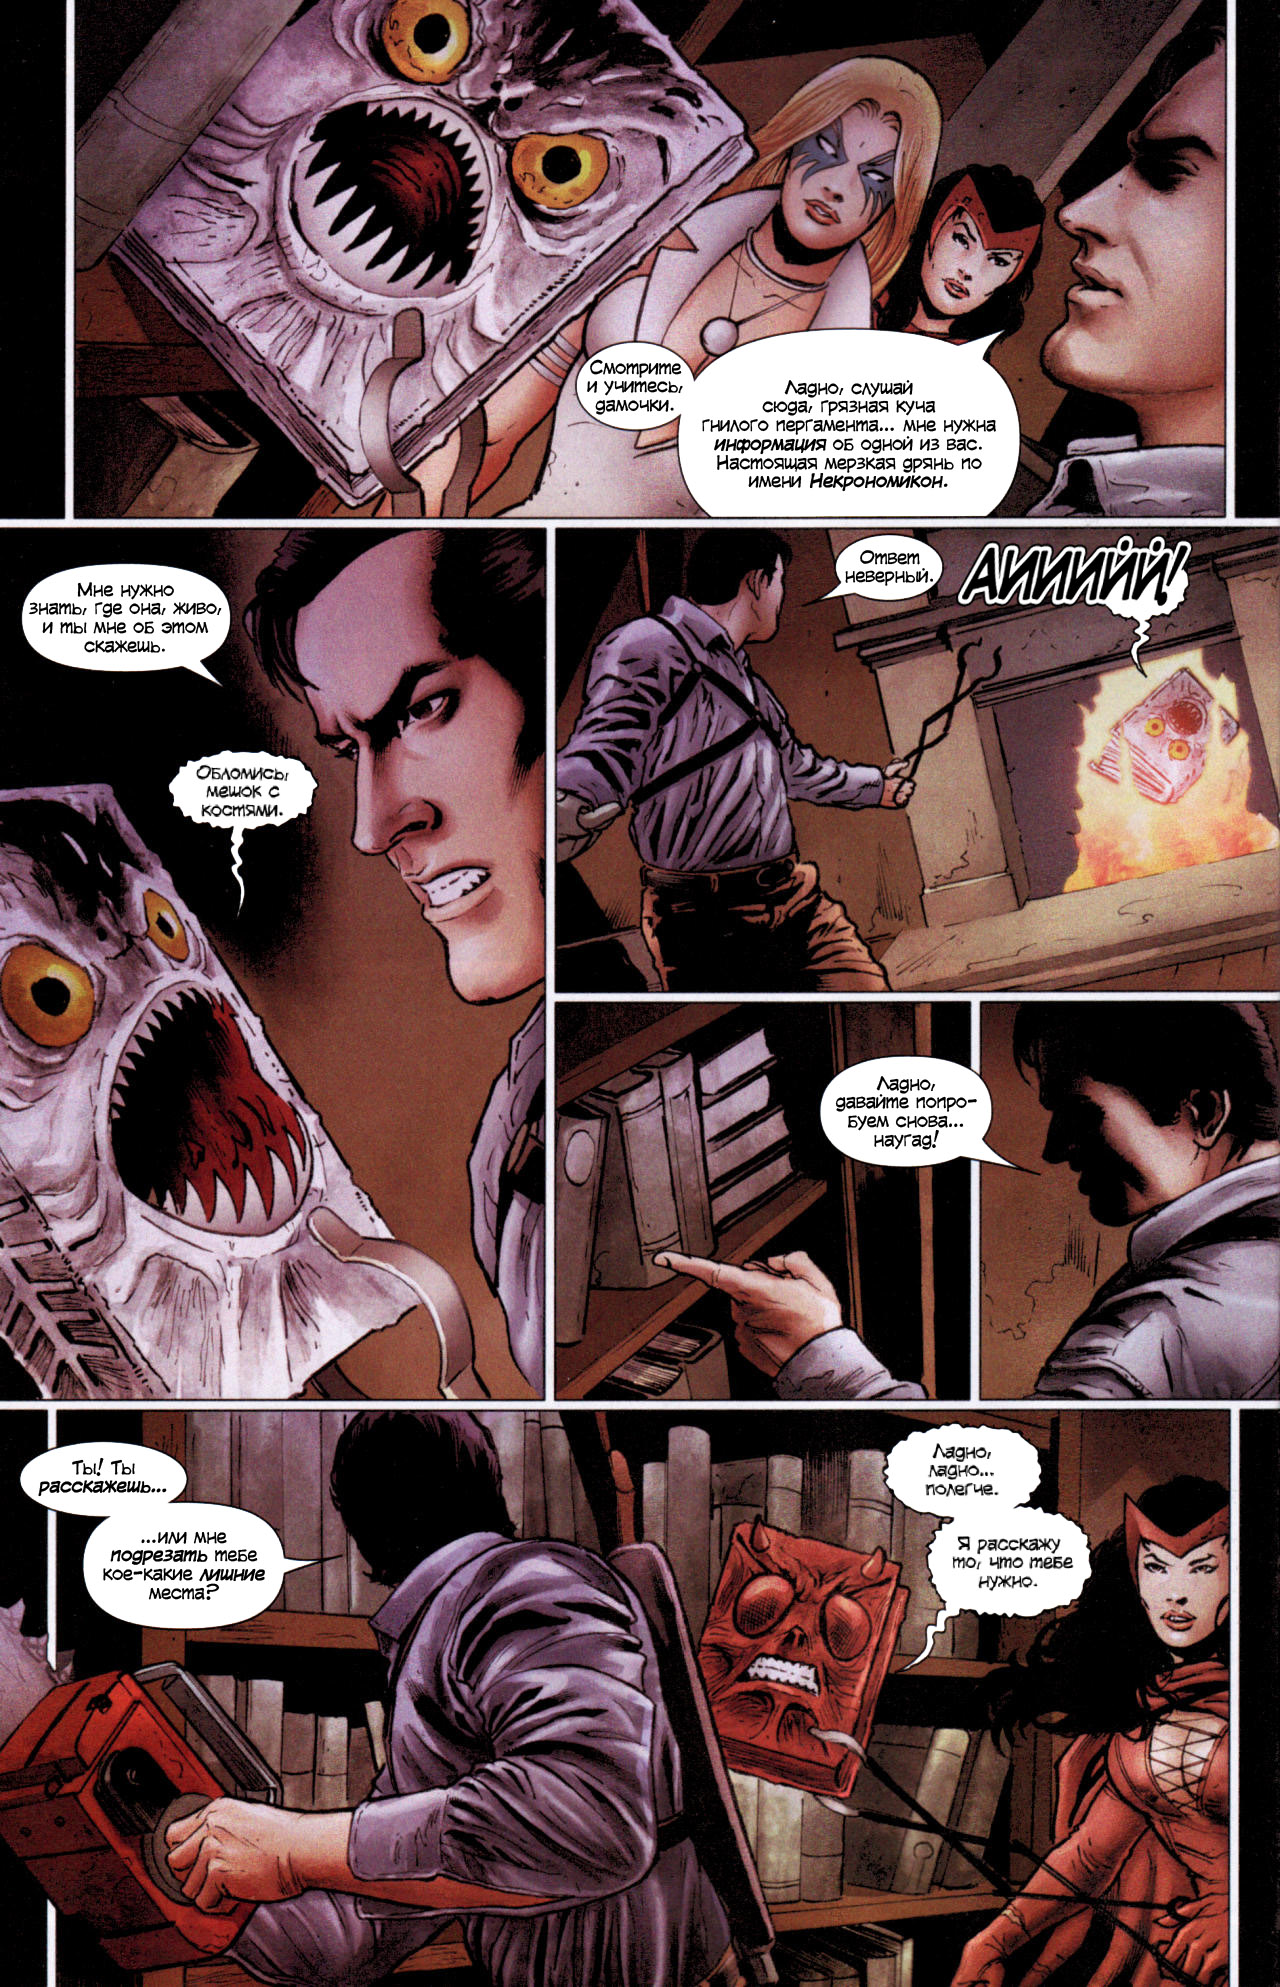 Смотрите
и учитесь,
дамочки.
Ладно, слушай
сюда, грязная куча
гнилого пергамента... мне нужна
информация об одной из вас.
Настоящая мерзкая дрянь по
имени Некрономикон.
Мне нужно
знать, где она, живо,
и ты мне об этом
скажешь.
Обломись,
мешок с
костями.
Ответ
неверный.
АИИИЙЙ!
Ладно,
давайте попро-
буем снова...
наугад!
Ты! Ты
расскажешь...
...или мне
подрезать тебе
кое-какие лишние
места?
Ладно,
ладно...
полегче.
Я расскажу
то, что тебе
нужно.